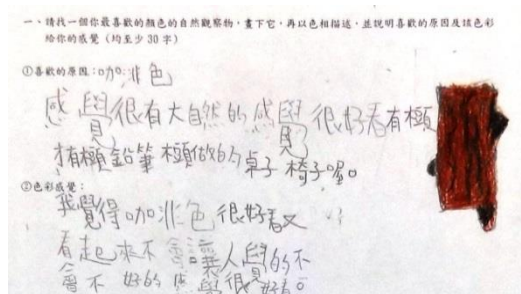 一、請找一個你最喜歡的顏色的自然觀察物,畫下它,再以色相描述,並說明喜歡的原因及該色彩
給你的感覺(均至少30字)
①喜歡的原因:咖啡色
感覺很有大自然的感覺很好看有樹
才有樹鉛筆樹做的桌子椅子喔。
②色彩感覺:
我覺得咖啡色很好看又
看起來不會讓人覺的不
會不好的感覺很好看。